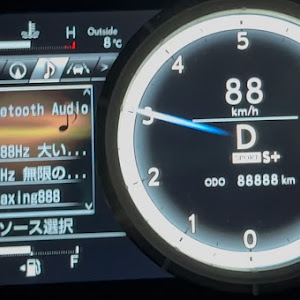 H
Outside
8℃
>
etooth Audio
88Hz 大い...
Hz 無限の...
axing888
ソース選択
F
5
4
3
2
1
0
88
km/h
D
SPORT S+
ODO 88888 km